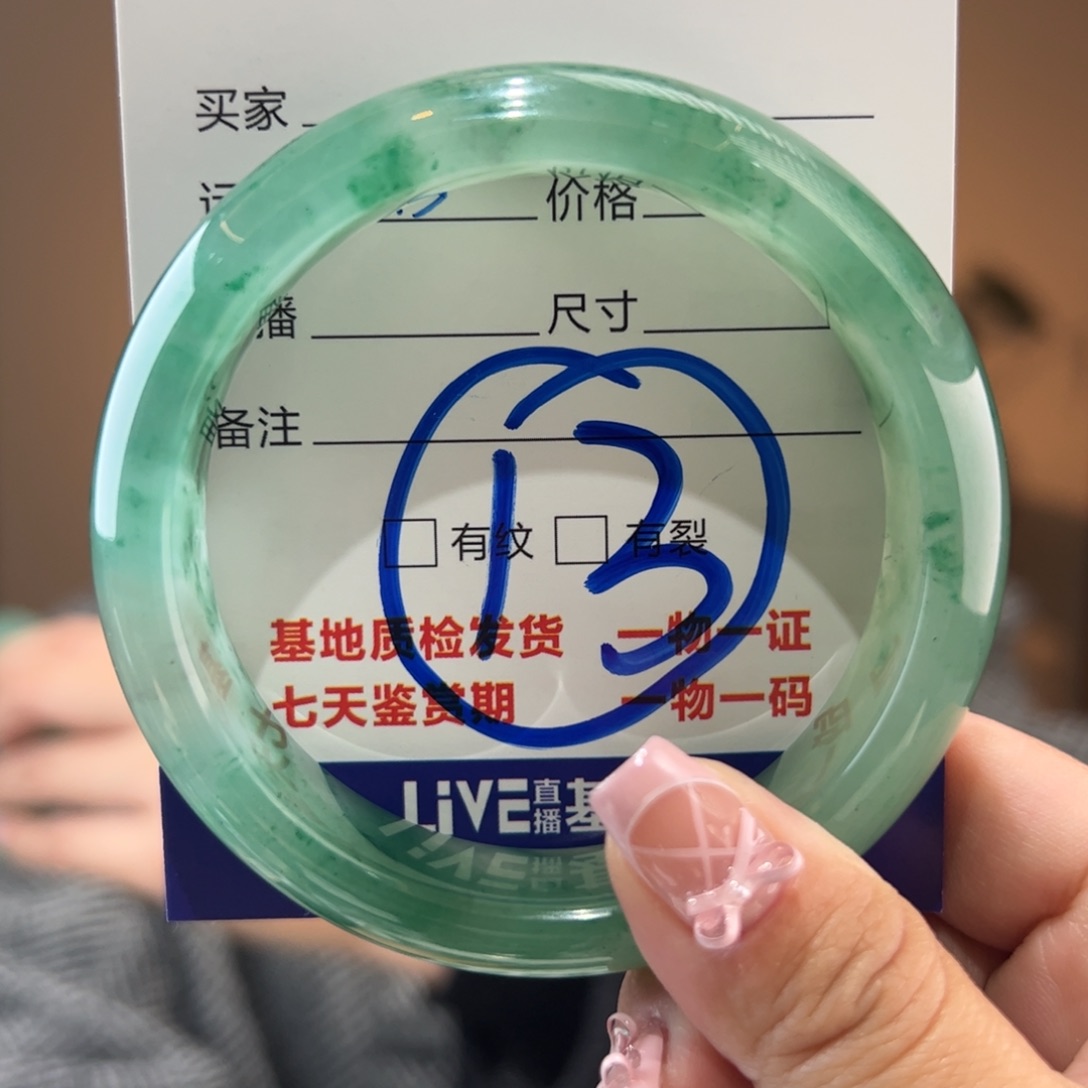 买家
价格
播 尺寸
备注
13
有纹 有裂
基地质检发货 一物一证
七天鉴赏期 一物一码
LiVE直播基